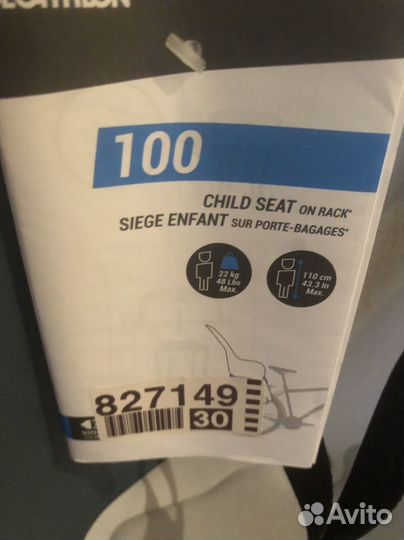 DECATHLON
100
CHILD SEAT ON RACK*
SIEGE ENFANT SUR PORTE-BAGAGES*
22 kg
48 Lbs
Max.
110 cm
43.3 In
Max.
827149
30
Avito